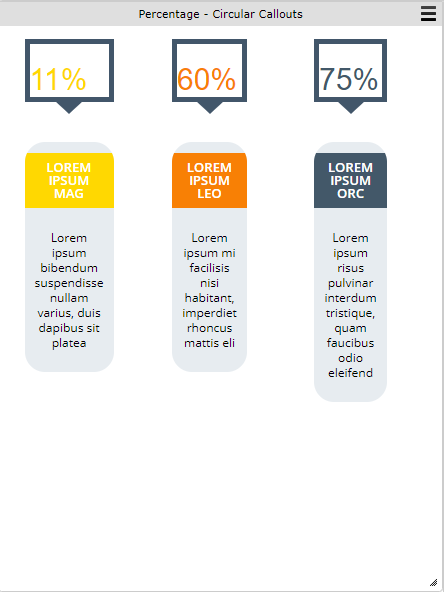 Percentage - Circular Callouts
11%
60%
75%
LOREM
IPSUM
MAG
Lorem
ipsum
bibendum
suspendisse
nullam
varius, duis
dapibus sit
platea
LOREM
IPSUM
LEO
Lorem
ipsum mi
facilisis
nisi
habitant,
imperdiet
rhoncus
mattis eli
LOREM
IPSUM
ORC
Lorem
ipsum
risus
pulvinar
interdum
tristique,
quam
faucibus
odio
eleifend